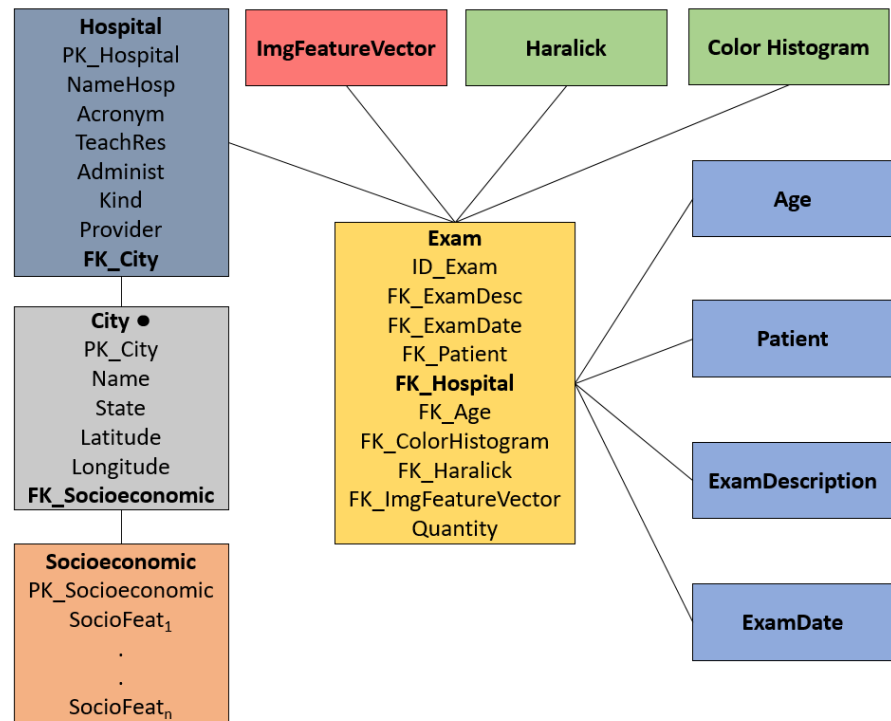 Hospital
PK_Hospital
NameHosp
Acronym
TeachRes
Administ
Kind
Provider
FK_City
City ●
PK_City
Name
State
Latitude
Longitude
FK_Socioeconomic
Socioeconomic
PK_Socioeconomic
SocioFeat₁
.
.
SocioFeatₙ
ImgFeatureVector
Haralick
Color Histogram
Exam
ID_Exam
FK_ExamDesc
FK_ExamDate
FK_Patient
FK_Hospital
FK_Age
FK_ColorHistogram
FK_Haralick
FK_ImgFeatureVector
Quantity
Age
Patient
ExamDescription
ExamDate